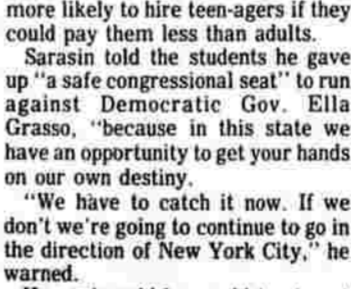 more likely to hire teen-agers if they
could pay them less than adults.
Sarasin told the students he gave
up "a safe congressional seat" to run
against Democratic Gov. Ella
Grasso, "because in this state we
have an opportunity to get your hands
on our own destiny.
"We have to catch it now. If we
don't we're going to continue to go in
the direction of New York City," he
warned.